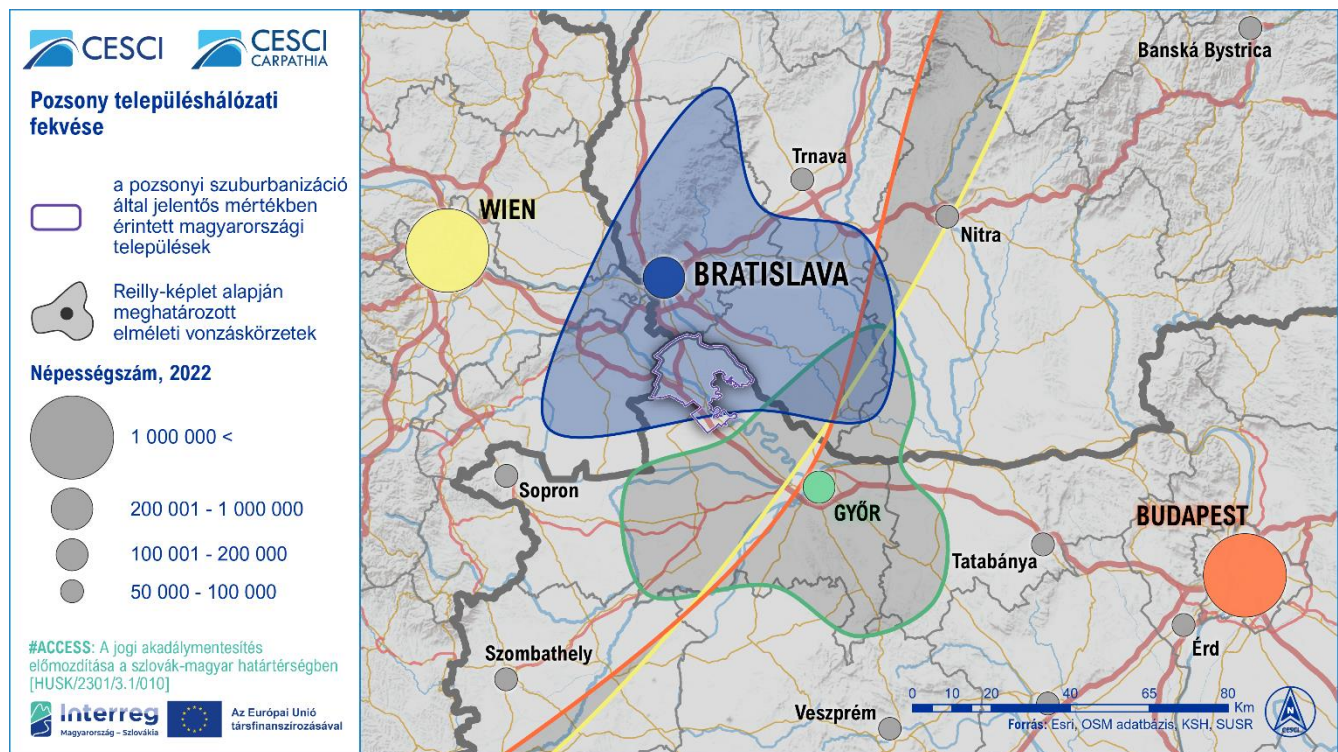 CESCI
CESCI
CARPATHIA
Pozsony településhálózati
fekvése
a pozsonyi szuburbanizáció
által jelentős mértékben
érintett magyarországi
települések
Reilly-képlet alapján
meghatározott
elméleti vonzáskörzetek
Népességszám, 2022
1 000 000 <
200 001 - 1 000 000
100 001 - 200 000
50 000 - 100 000
#ACCESS: A jogi akadálymentesítés
előmozdítása a szlovák-magyar határtérségben
[HUSK/2301/3.1/010]
Interreg
Magyarország – Szlovákia
Az Európai Unió
társfinanszírozásával
Banská Bystrica
Trnava
WIEN
Nitra
BRATISLAVA
Sopron
GYŐR
BUDAPEST
Tatabánya
Érd
Szombathely
Veszprém
0 10 20 40 65 80
Km
Forrás: Esri, OSM adatbázis, KSH, SUSR
N
CESCI